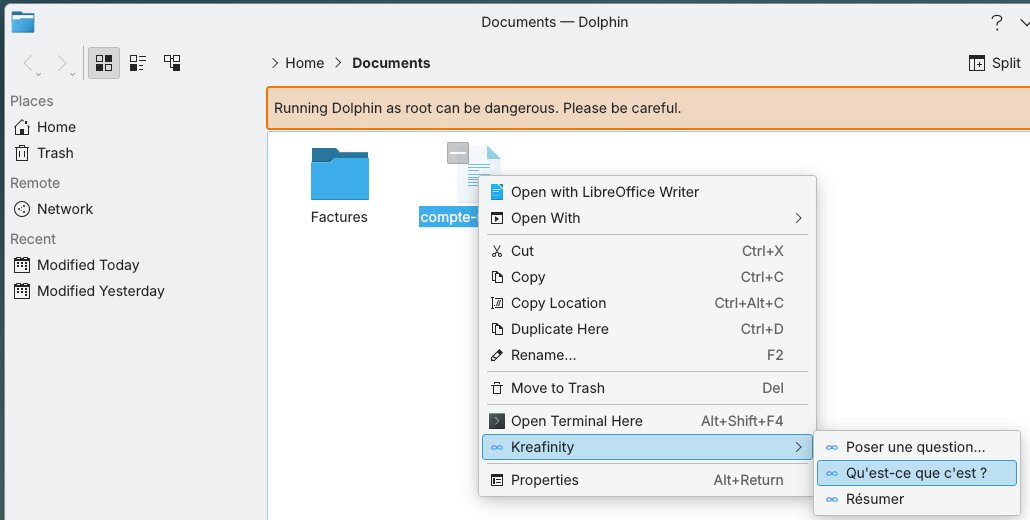 Documents — Dolphin
?
Home > Documents
Split
Places
Home
Trash
Remote
Network
Recent
Modified Today
Modified Yesterday
Running Dolphin as root can be dangerous. Please be careful.
Factures
compte-
Open with LibreOffice Writer
Open With
Cut Ctrl+X
Copy Ctrl+C
Copy Location Ctrl+Alt+C
Duplicate Here Ctrl+D
Rename... F2
Move to Trash Del
Open Terminal Here Alt+Shift+F4
Kreafinity
Properties Alt+Return
Poser une question...
Qu'est-ce que c'est ?
Résumer